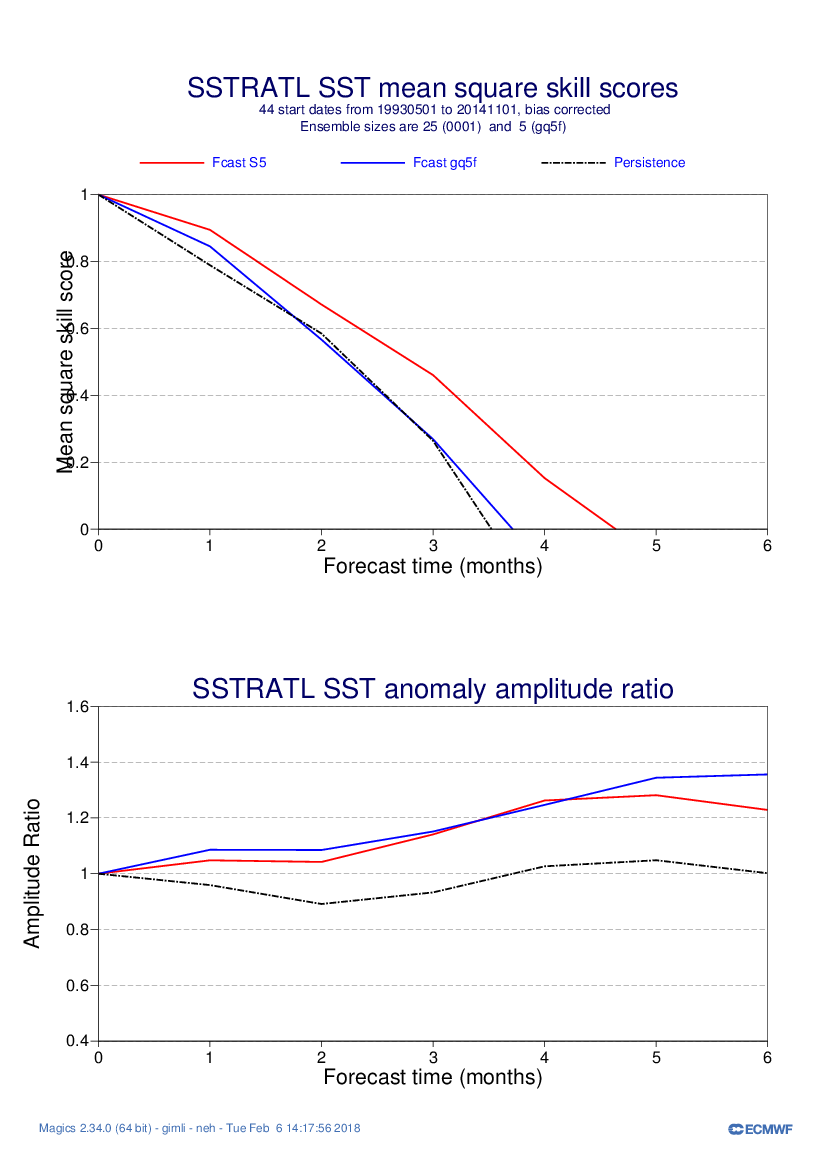 SSTRATL SST mean square skill scores
44 start dates from 19930501 to 20141101, bias corrected
Ensemble sizes are 25 (0001) and 5 (gq5f)
Fcast S5 Fcast gq5f Persistence
1
0.8
0.6
0.4
0.2
0
Mean square skill score
0 1 2 3 4 5 6
Forecast time (months)
SSTRATL SST anomaly amplitude ratio
1.6
1.4
1.2
1
0.8
0.6
0.4
Amplitude Ratio
0 1 2 3 4 5 6
Forecast time (months)
Magics 2.34.0 (64 bit) - gimli - neh - Tue Feb 6 14:17:56 2018
ECMWF